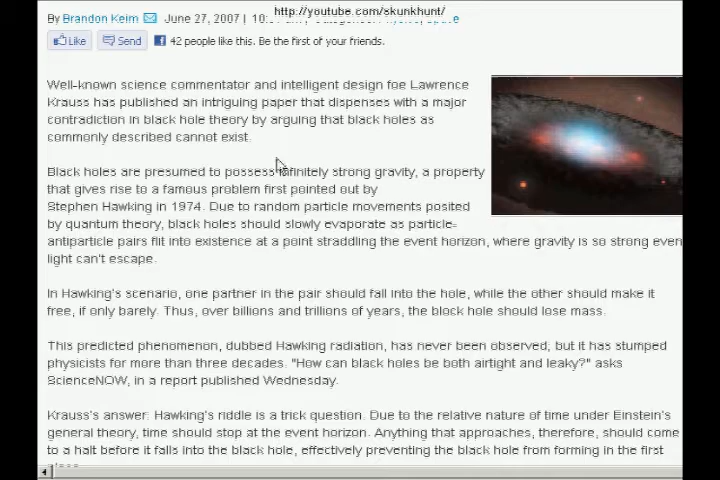 http://youtube.com/skunkhunt/
By Brandon Keim June 27, 2007 |
Like Send 42 people like this. Be the first of your friends.
Well-known science commentator and intelligent design foe Lawrence
Krauss has published an intriguing paper that dispenses with a major
contradiction in black hole theory by arguing that black holes as
commonly described cannot exist.
Black holes are presumed to possess infinitely strong gravity, a property
that gives rise to a famous problem first pointed out by
Stephen Hawking in 1974. Due to random particle movements posited
by quantum theory, black holes should slowly evaporate as particle-
antiparticle pairs flit into existence at a point straddling the event horizon, where gravity is so strong even
light can't escape.
In Hawking's scenario, one partner in the pair should fall into the hole, while the other should make it
free, if only barely. Thus, over billions and trillions of years, the block hole should lose mass.
This predicted phenomenon, dubbed Hawking radiation, has never been observed, but it has stumped
physicists for more than three decades. "How can black holes be both airtight and leaky?" asks
ScienceNOW, in a report published Wednesday.
Krauss's answer: Hawking's riddle is a trick question. Due to the relative nature of time under Einstein's
general theory, time should stop at the event horizon. Anything that approaches, therefore, should come
to a halt before it falls into the black hole, effectively preventing the black hole from forming in the first